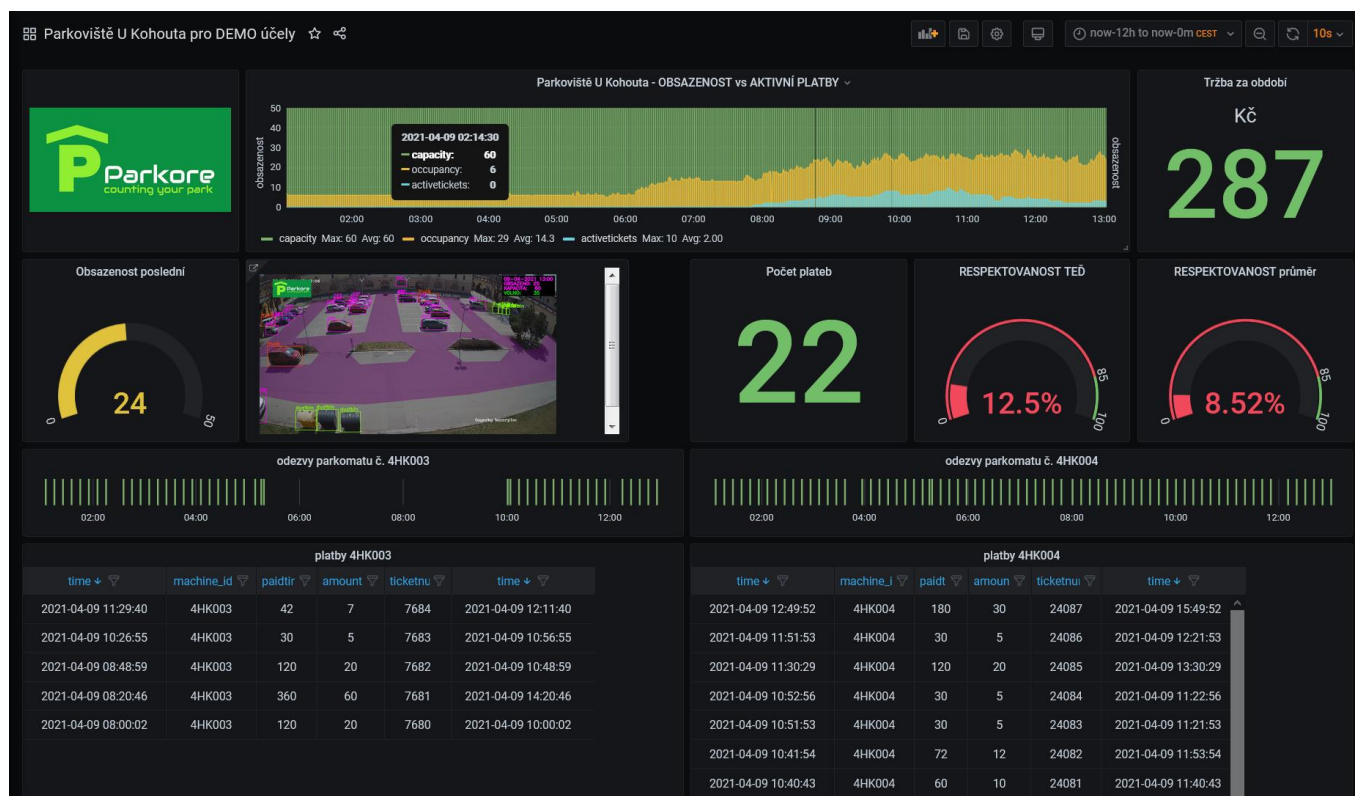 Parkoviště U Kohouta pro DEMO účely
now-12h to now-0m CEST
10s
Parkore
counting your park
Parkoviště U Kohouta - OBSAZENOST vs AKTIVNÍ PLATBY
obsazenost
50
40
30
20
10
0
2021-04-09 02:14:30
capacity: 60
occupancy: 6
activetickets: 0
obsazenost
02:00 03:00 04:00 05:00 06:00 07:00 08:00 09:00 10:00 11:00 12:00 13:00
capacity Max: 60 Avg: 60 occupancy Max: 29 Avg: 14.3 activetickets Max: 10 Avg: 2.00
Tržba za období
Kč
287
Obsazenost poslední
24
0
50
Parkore
Počet plateb
22
RESPEKTOVANOST TEĎ
12.5%
0
85
100
RESPEKTOVANOST průměr
8.52%
0
85
100
odezvy parkomatu č. 4HK003
02:00 04:00 06:00 08:00 10:00 12:00
odezvy parkomatu č. 4HK004
02:00 04:00 06:00 08:00 10:00 12:00
platby 4HK003
time machine_id paidtir amount ticketnu time
2021-04-09 11:29:40 4HK003 42 7 7684 2021-04-09 12:11:40
2021-04-09 10:26:55 4HK003 30 5 7683 2021-04-09 10:56:55
2021-04-09 08:48:59 4HK003 120 20 7682 2021-04-09 10:48:59
2021-04-09 08:20:46 4HK003 360 60 7681 2021-04-09 14:20:46
2021-04-09 08:00:02 4HK003 120 20 7680 2021-04-09 10:00:02
platby 4HK004
time machine_i paidt amoun ticketnui time
2021-04-09 12:49:52 4HK004 180 30 24087 2021-04-09 15:49:52
2021-04-09 11:51:53 4HK004 30 5 24086 2021-04-09 12:21:53
2021-04-09 11:30:29 4HK004 120 20 24085 2021-04-09 13:30:29
2021-04-09 10:52:56 4HK004 30 5 24084 2021-04-09 11:22:56
2021-04-09 10:51:53 4HK004 30 5 24083 2021-04-09 11:21:53
2021-04-09 10:41:54 4HK004 72 12 24082 2021-04-09 11:53:54
2021-04-09 10:40:43 4HK004 60 10 24081 2021-04-09 11:40:43